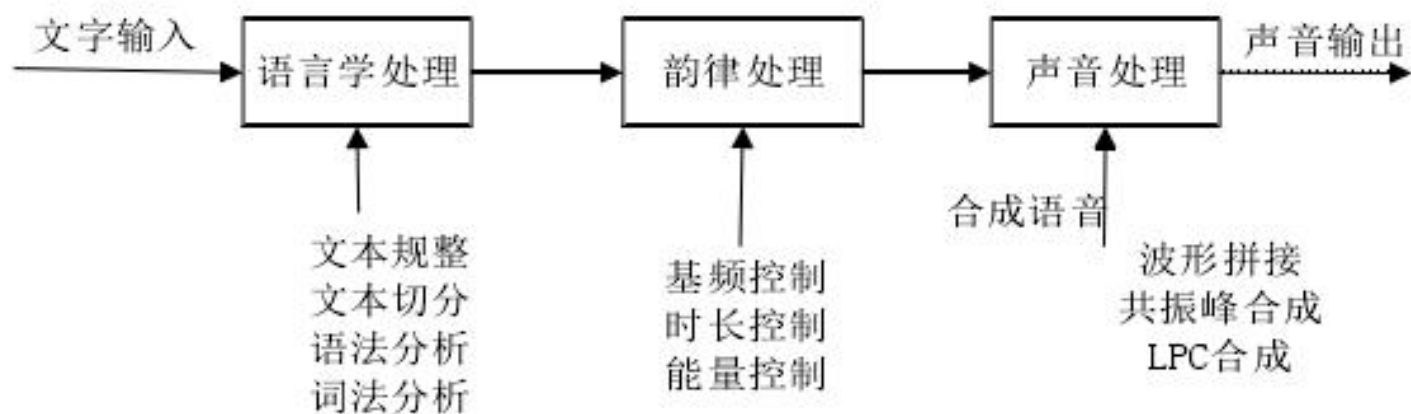 文字输入
语言学处理
韵律处理
声音处理
声音输出
文本规整
文本切分
语法分析
词法分析
基频控制
时长控制
能量控制
合成语音
波形拼接
共振峰合成
LPC合成